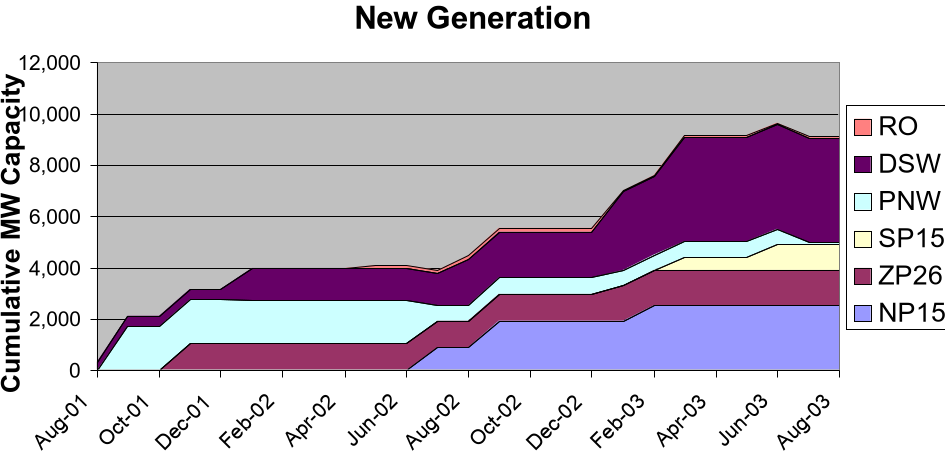 New Generation
Cumulative MW Capacity
12,000
10,000
8,000
6,000
4,000
2,000
0
Aug-01
Oct-01
Dec-01
Feb-02
Apr-02
Jun-02
Aug-02
Oct-02
Dec-02
Feb-03
Apr-03
Jun-03
Aug-03
RO
DSW
PNW
SP15
ZP26
NP15